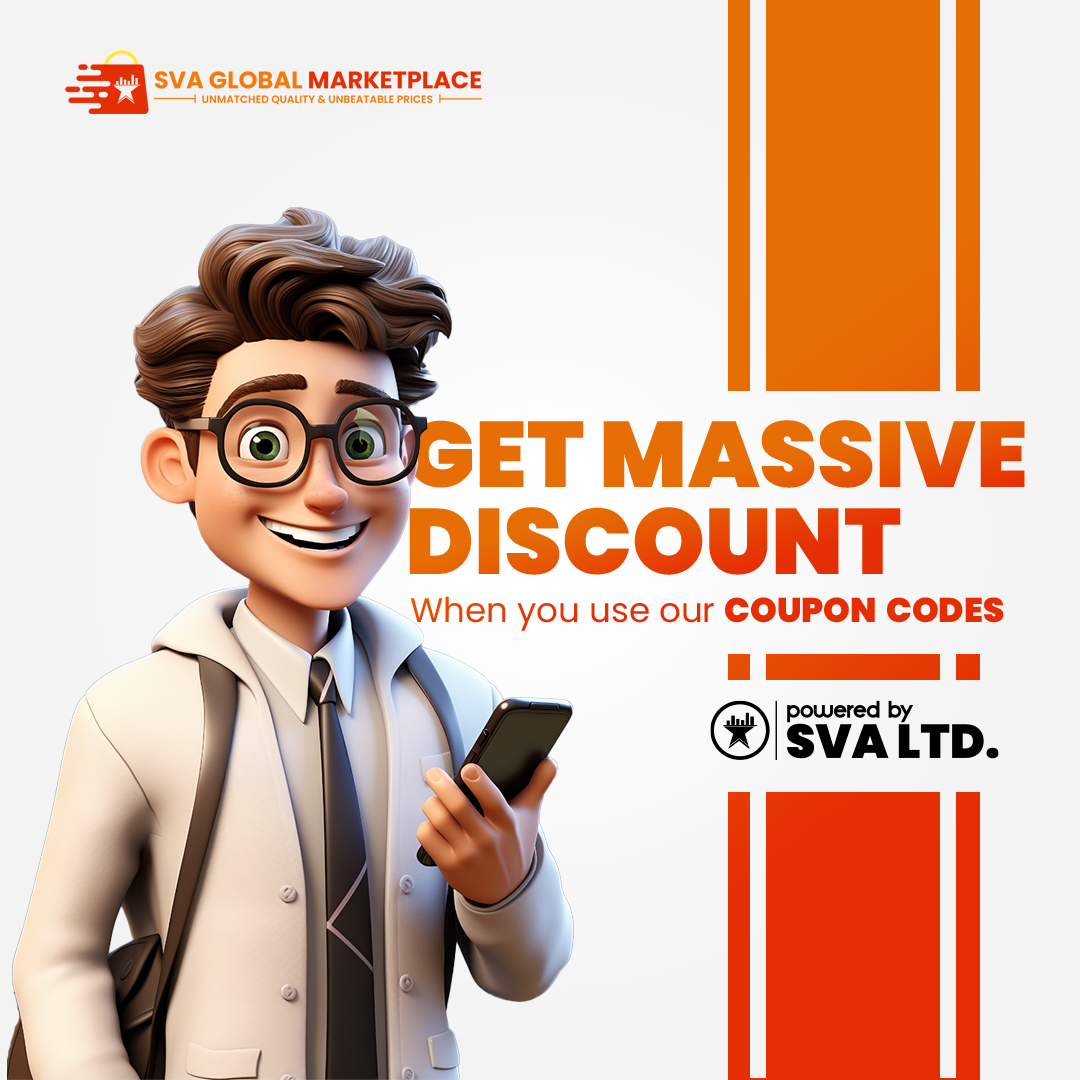 SVA GLOBAL MARKETPLACE
UNMATCHED QUALITY & UNBEATABLE PRICES
GET MASSIVE
DISCOUNT
When you use our COUPON CODES
powered by
SVA LTD.